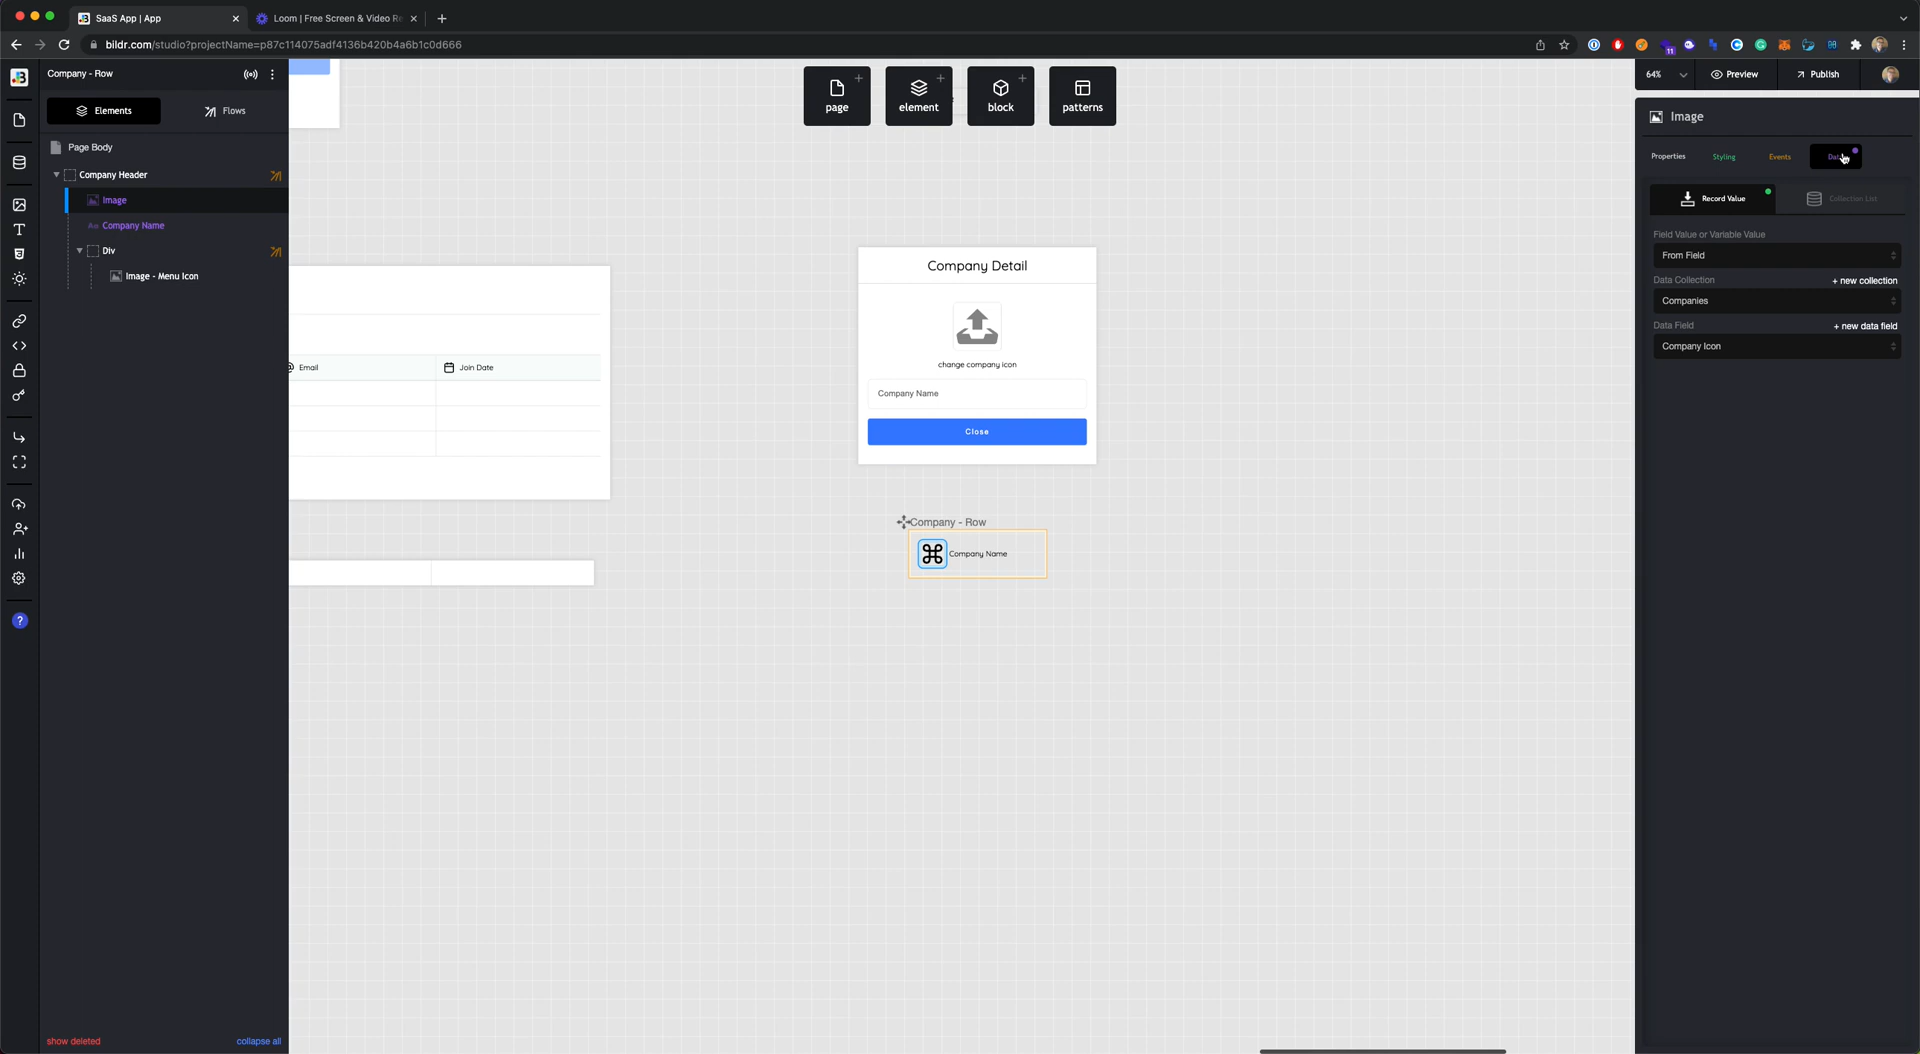 SaaS App | App
Loom | Free Screen & Video Re
bildr.com/studio?projectName=p87c114075adf4136b420b4a6b1c0d666
11
Company - Row
Elements
Flows
Page Body
Company Header
Image
Company Name
Div
Image - Menu Icon
show deleted
collapse all
page
element
block
patterns
Email
Join Date
Company Detail
change company icon
Company Name
Close
Company - Row
Company Name
64%
Preview
Publish
Image
Properties
Styling
Events
Record Value
Collection List
Field Value or Variable Value
From Field
Data Collection
+ new collection
Companies
Data Field
+ new data field
Company Icon
?